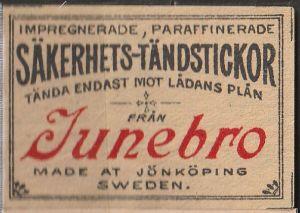 IMPREGNERADE, PARAFFINERADE
SÄKERHETS-TÄNDSTICKOR
TÄNDA ENDAST MOT LÅDANS PLÅN
FRÅN
Junebro
MADE AT JÖNKÖPING
SWEDEN.